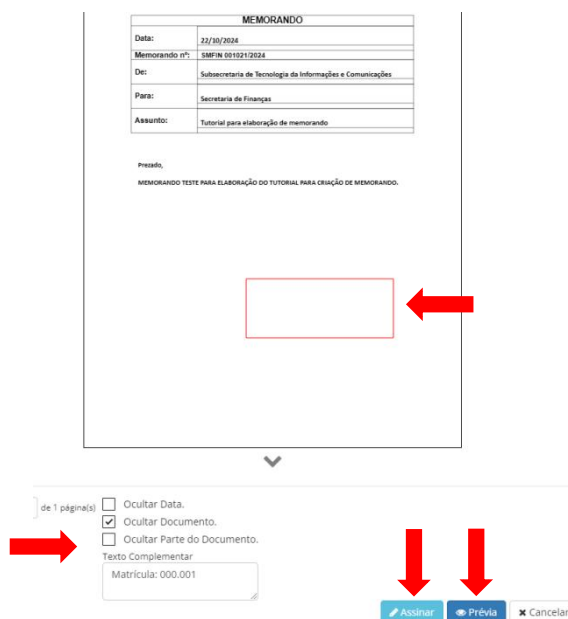 MEMORANDO
Data: 22/10/2024
Memorando nº: SMFIN 001021/2024
De: Subsecretaria de Tecnologia da Informações e Comunicações
Para: Secretaria de Finanças
Assunto: Tutorial para elaboração de memorando
Prezado,
MEMORANDO TESTE PARA ELABORAÇÃO DO TUTORIAL PARA CRIAÇÃO DE MEMORANDO.
de 1 página(s)
Ocultar Data.
Ocultar Documento.
Ocultar Parte do Documento.
Texto Complementar
Matrícula: 000.001
Assinar
Prévia
Cancelar